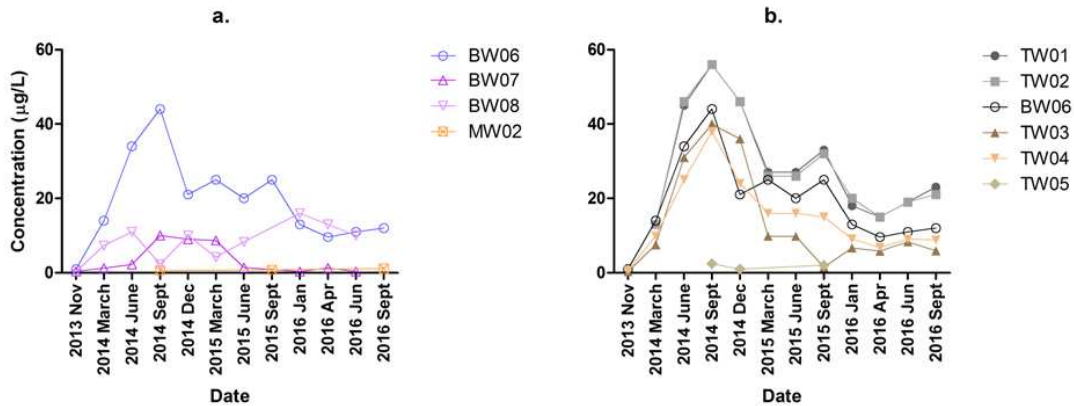 a.
Concentration (µg/L)
60
40
20
0
2013 Nov
2014 March
2014 June
2014 Sept
2014 Dec
2015 March
2015 June
2015 Sept
2016 Jan
2016 Apr
2016 Jun
2016 Sept
Date
BW06
BW07
BW08
MW02
b.
60
40
20
0
2013 Nov
2014 March
2014 June
2014 Sept
2014 Dec
2015 March
2015 June
2015 Sept
2016 Jan
2016 Apr
2016 Jun
2016 Sept
Date
TW01
TW02
BW06
TW03
TW04
TW05